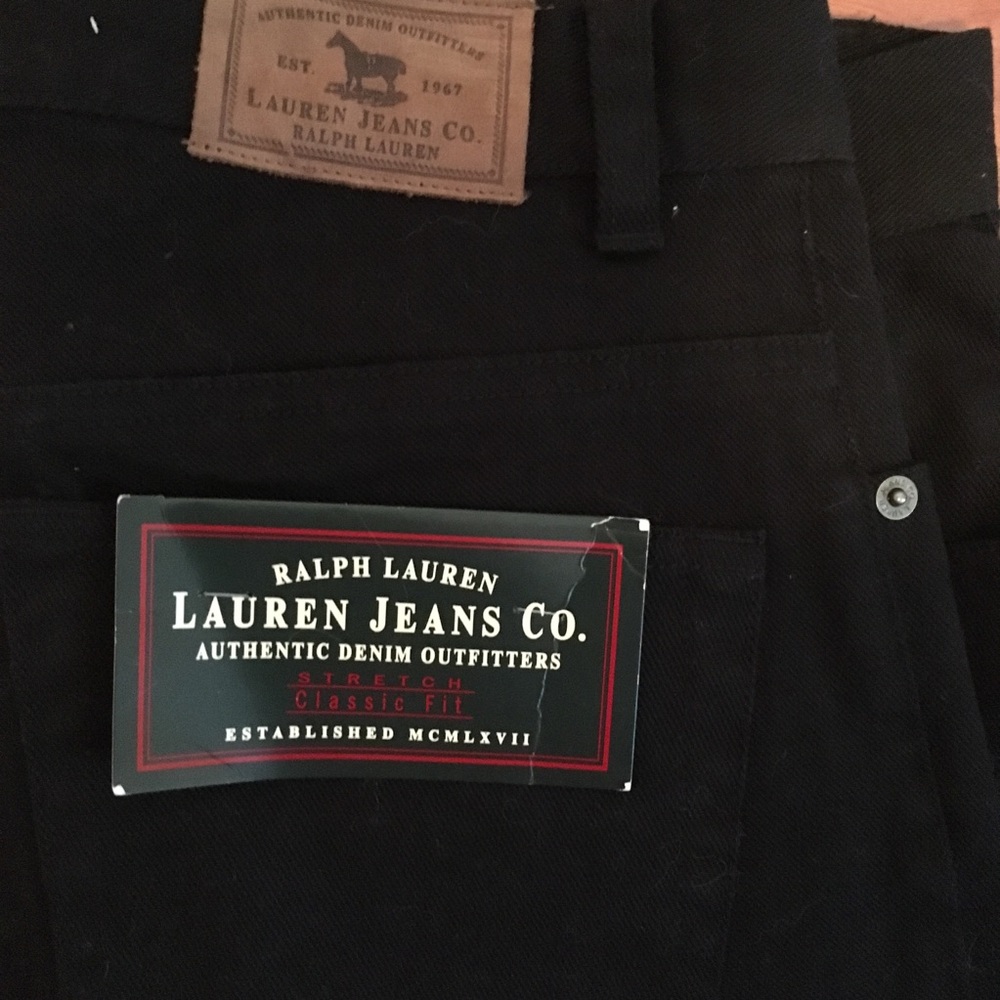 AUTHENTIC DENIM OUTFITTERS
EST. 1967
LAUREN JEANS CO.
RALPH LAUREN
RALPH LAUREN
LAUREN JEANS CO.
AUTHENTIC DENIM OUTFITTERS
STRETCH
Classic Fit
ESTABLISHED MCMLXVII